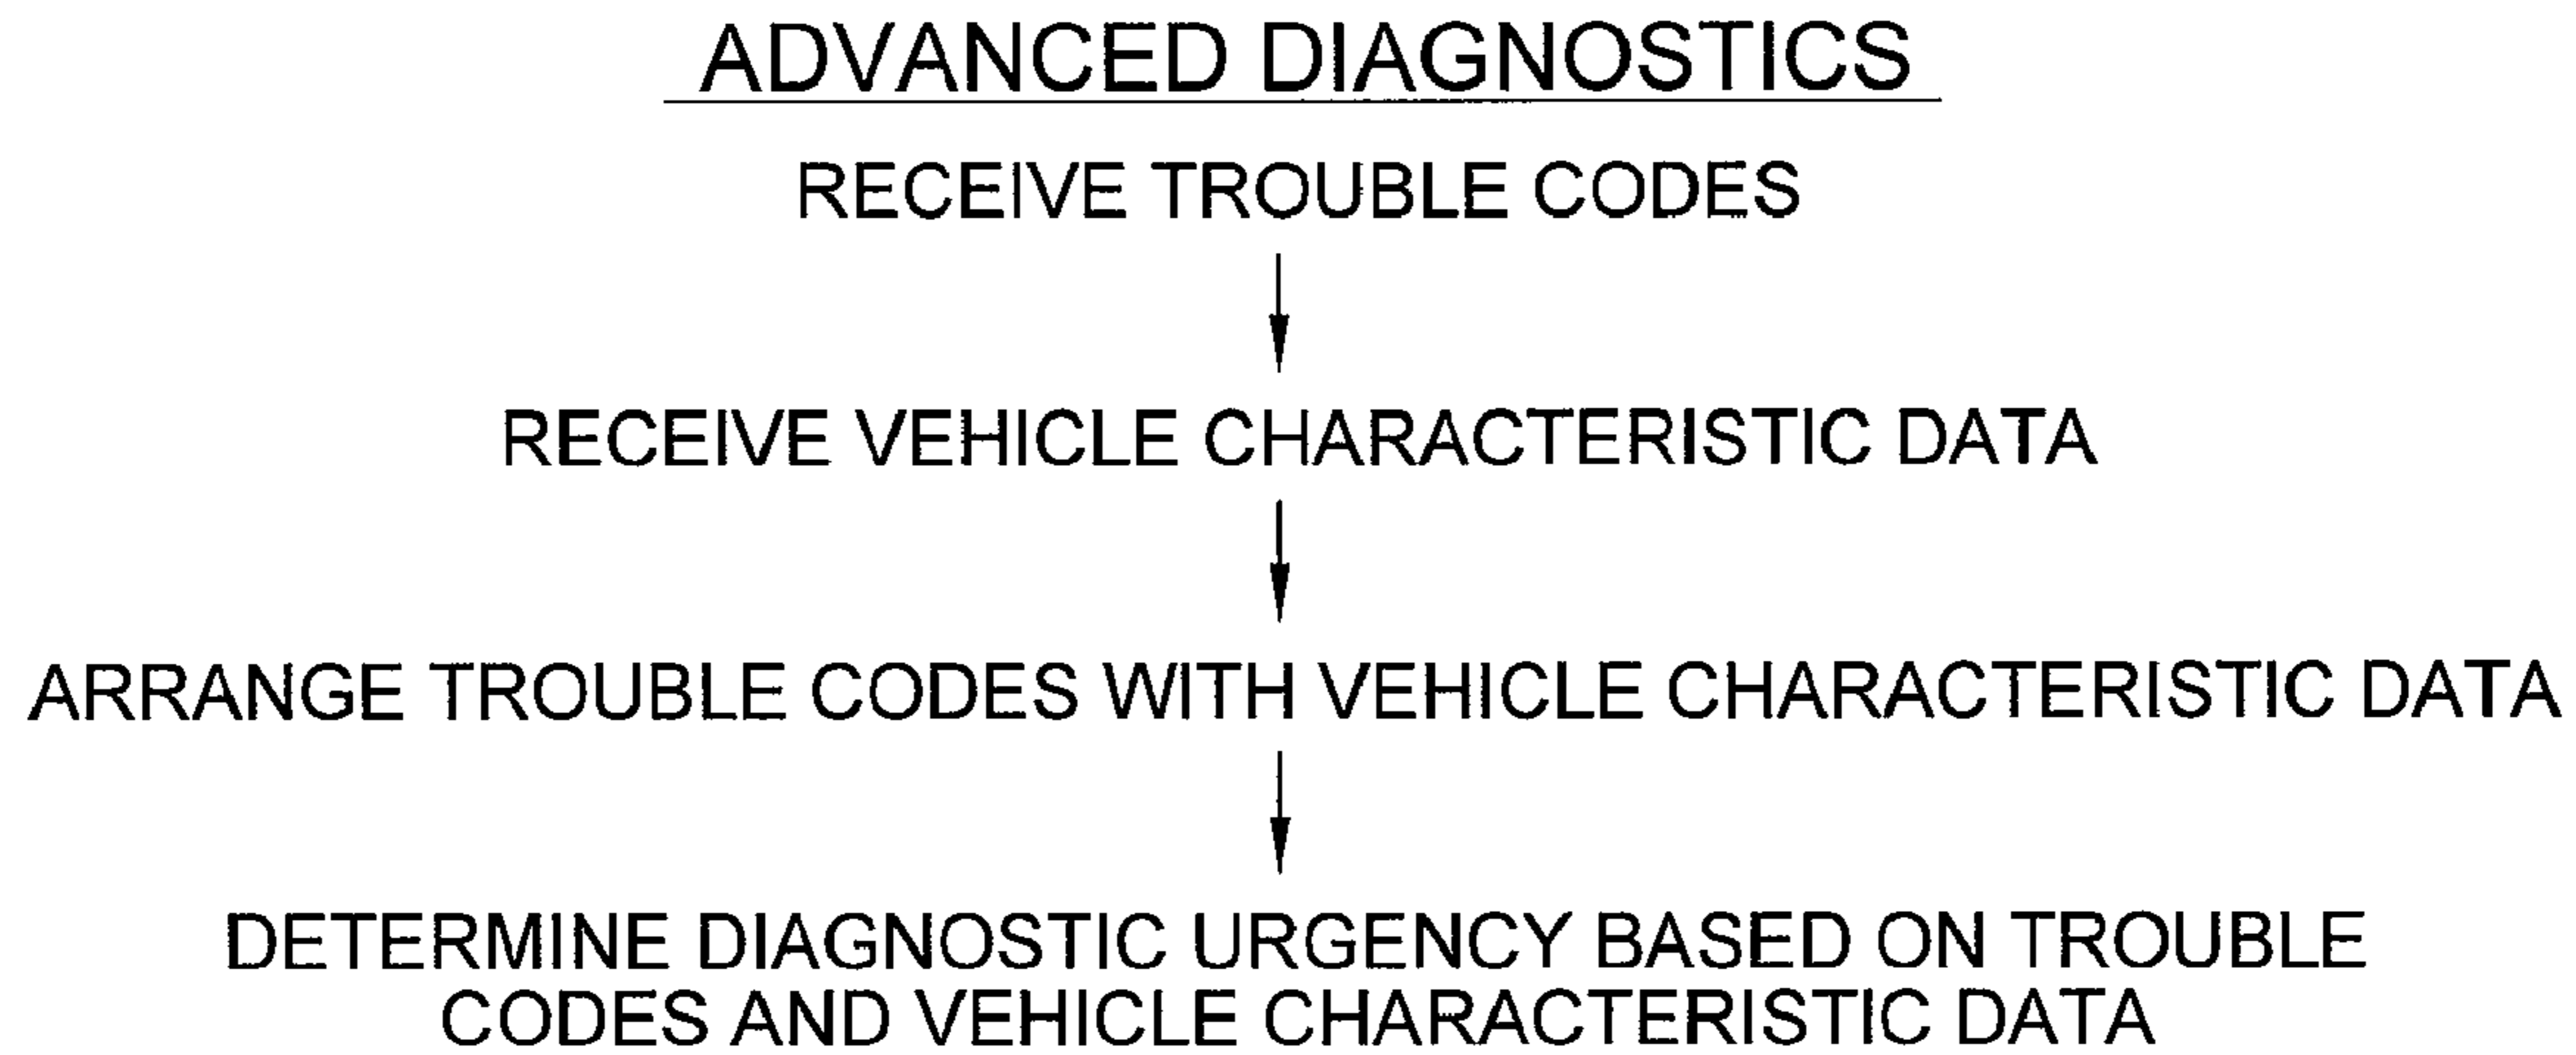 ADVANCED DIAGNOSTICS
RECEIVE TROUBLE CODES
RECEIVE VEHICLE CHARACTERISTIC DATA
ARRANGE TROUBLE CODES WITH VEHICLE CHARACTERISTIC DATA
DETERMINE DIAGNOSTIC URGENCY BASED ON TROUBLE
CODES AND VEHICLE CHARACTERISTIC DATA